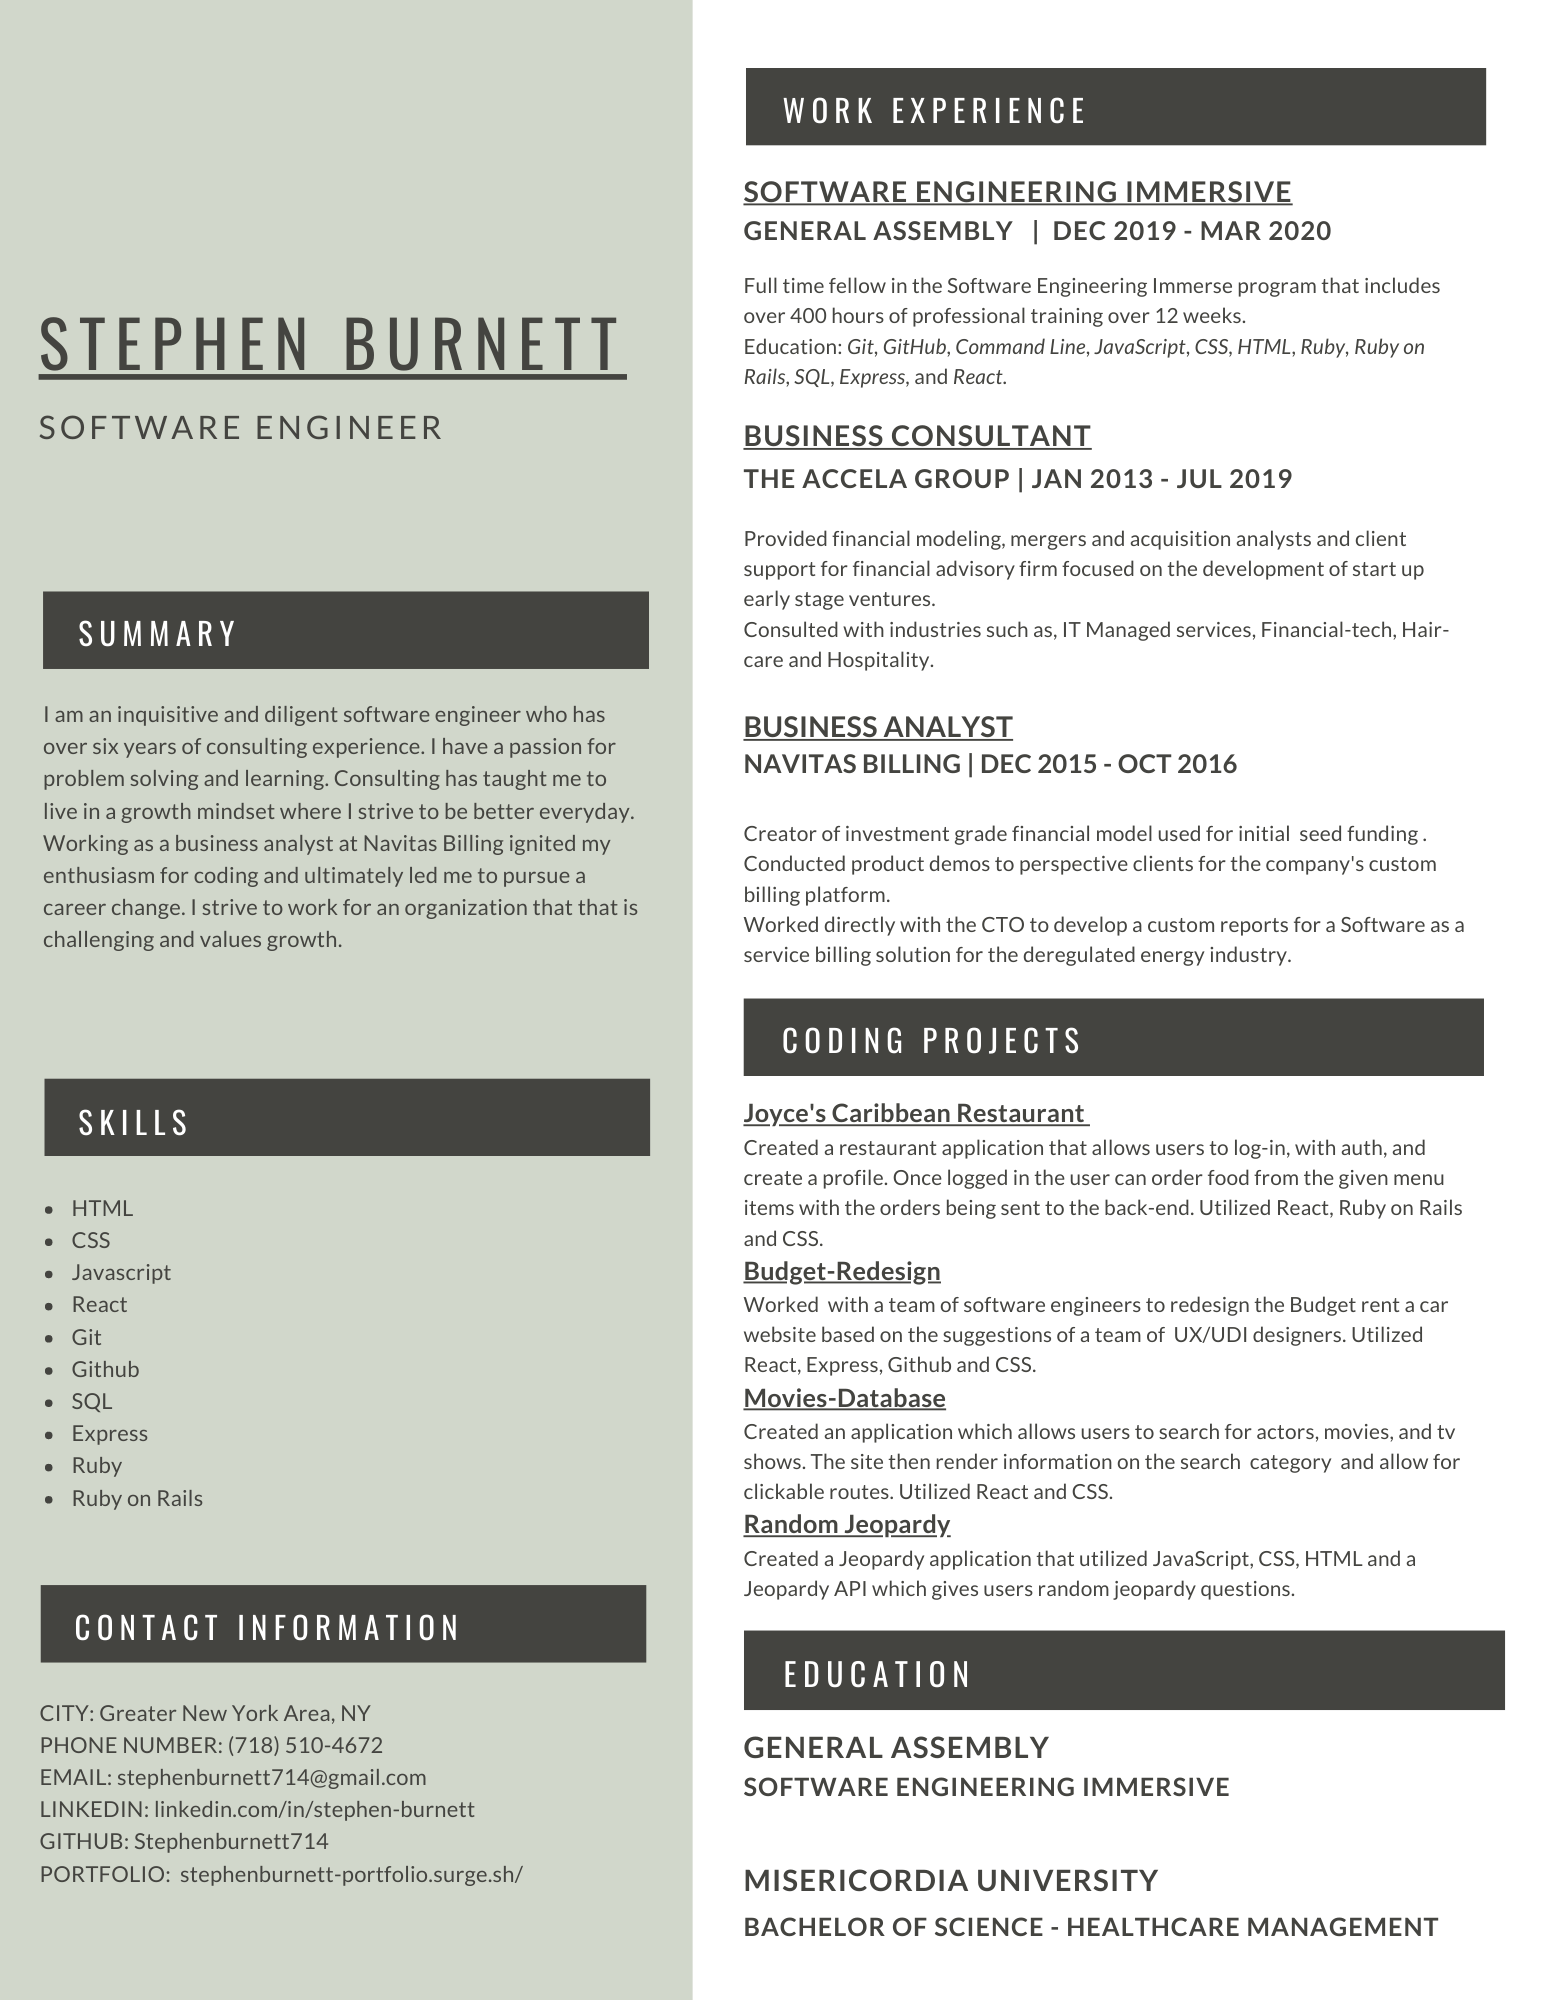 STEPHEN BURNETT
SOFTWARE ENGINEER
SUMMARY
I am an inquisitive and diligent software engineer who has
over six years of consulting experience. I have a passion for
problem solving and learning. Consulting has taught me to
live in a growth mindset where I strive to be better everyday.
Working as a business analyst at Navitas Billing ignited my
enthusiasm for coding and ultimately led me to pursue a
career change. I strive to work for an organization that that is
challenging and values growth.
SKILLS
• HTML
• CSS
• Javascript
• React
• Git
• Github
• SQL
• Express
• Ruby
• Ruby on Rails
CONTACT INFORMATION
CITY: Greater New York Area, NY
PHONE NUMBER: (718) 510-4672
EMAIL: stephenburnett714@gmail.com
LINKEDIN: linkedin.com/in/stephen-burnett
GITHUB: Stephenburnett714
PORTFOLIO:  stephenburnett-portfolio.surge.sh/
WORK EXPERIENCE
SOFTWARE ENGINEERING IMMERSIVE
GENERAL ASSEMBLY  |  DEC 2019 - MAR 2020
Full time fellow in the Software Engineering Immerse program that includes
over 400 hours of professional training over 12 weeks.
Education: Git, GitHub, Command Line, JavaScript, CSS, HTML, Ruby, Ruby on
Rails, SQL, Express, and React.
BUSINESS CONSULTANT
THE ACCELA GROUP | JAN 2013 - JUL 2019
Provided financial modeling, mergers and acquisition analysts and client
support for financial advisory firm focused on the development of start up
early stage ventures.
Consulted with industries such as, IT Managed services, Financial-tech, Hair-
care and Hospitality.
BUSINESS ANALYST
NAVITAS BILLING | DEC 2015 - OCT 2016
Creator of investment grade financial model used for initial  seed funding .
Conducted product demos to perspective clients for the company's custom
billing platform.
Worked directly with the CTO to develop a custom reports for a Software as a
service billing solution for the deregulated energy industry.
CODING PROJECTS
Joyce's Caribbean Restaurant
Created a restaurant application that allows users to log-in, with auth, and
create a profile. Once logged in the user can order food from the given menu
items with the orders being sent to the back-end. Utilized React, Ruby on Rails
and CSS.
Budget-Redesign
Worked  with a team of software engineers to redesign the Budget rent a car
website based on the suggestions of a team of  UX/UDI designers. Utilized
React, Express, Github and CSS.
Movies-Database
Created an application which allows users to search for actors, movies, and tv
shows. The site then render information on the search  category  and allow for
clickable routes. Utilized React and CSS.
Random Jeopardy
Created a Jeopardy application that utilized JavaScript, CSS, HTML and a
Jeopardy API which gives users random jeopardy questions.
EDUCATION
GENERAL ASSEMBLY
SOFTWARE ENGINEERING IMMERSIVE
MISERICORDIA UNIVERSITY
BACHELOR OF SCIENCE - HEALTHCARE MANAGEMENT